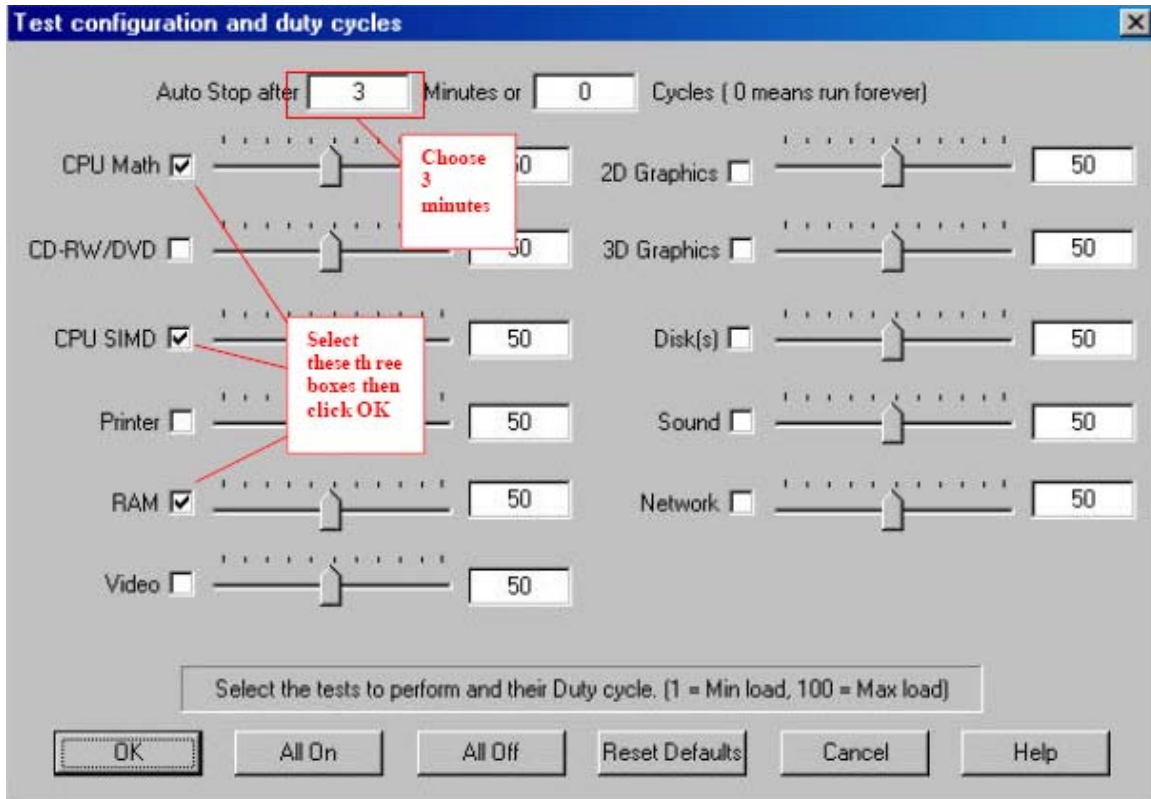 Test configuration and duty cycles
Auto Stop after 3 Minutes or 0 Cycles ( 0 means run forever)
CPU Math 50
2D Graphics 50
Choose
3
minutes
CD-RW/DVD 50
3D Graphics 50
CPU SIMD 50
Disk(s) 50
Select
these th ree
boxes then
click OK
Printer 50
Sound 50
RAM 50
Network 50
Video 50
Select the tests to perform and their Duty cycle. (1 = Min load, 100 = Max load)
OK All On All Off Reset Defaults Cancel Help